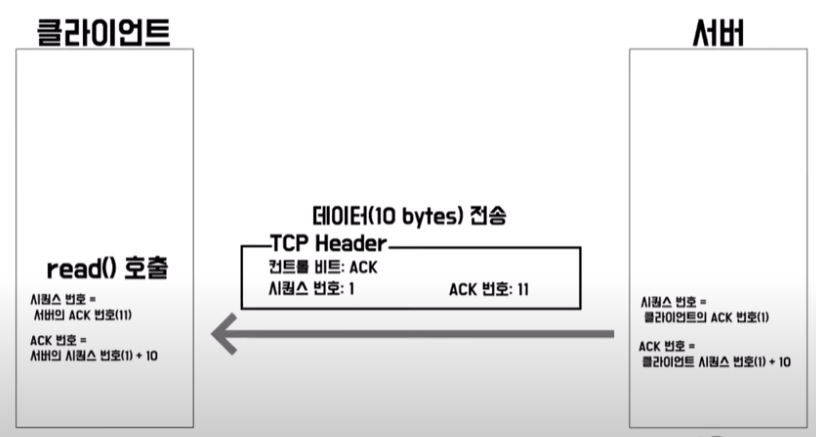 클라이언트
서버
데이터(10 bytes) 전송
TCP Header
컨트롤 비트: ACK
시퀀스 번호: 1 ACK 번호: 11
read() 호출
시퀀스 번호 =
서버의 ACK 번호(11)
ACK 번호 =
서버의 시퀀스 번호(1) + 10
시퀀스 번호 =
클라이언트의 ACK 번호(1)
ACK 번호 =
클라이언트 시퀀스 번호(1) + 10